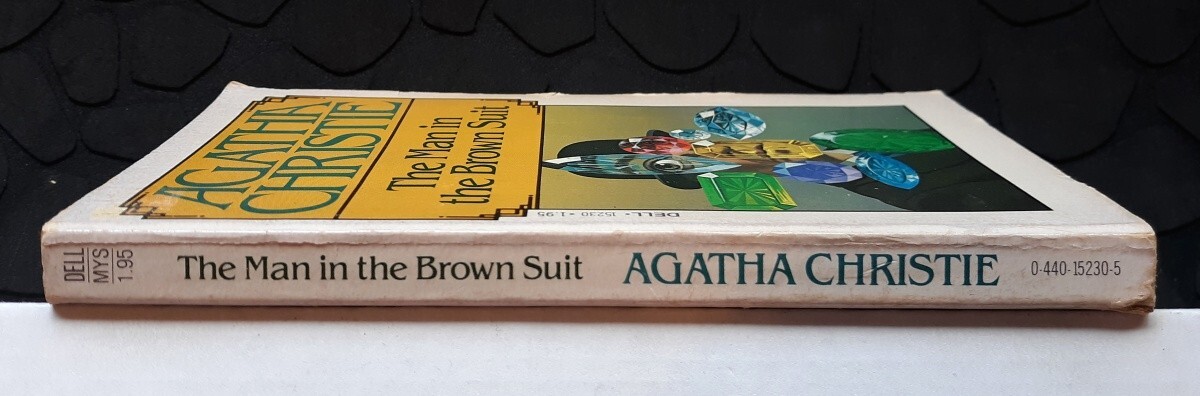 AGATHA
CHRISTIE
The Man in
the Brown Suit
DELL • 15230 • 1.95
DELL
MYS
1.95
The Man in the Brown Suit
AGATHA CHRISTIE
0-440-15230-5